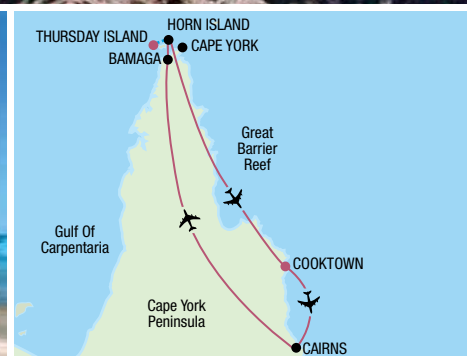 HORN ISLAND
THURSDAY ISLAND
CAPE YORK
BAMAGA
Great
Barrier
Reef
Gulf Of
Carpentaria
COOKTOWN
Cape York
Peninsula
CAIRNS